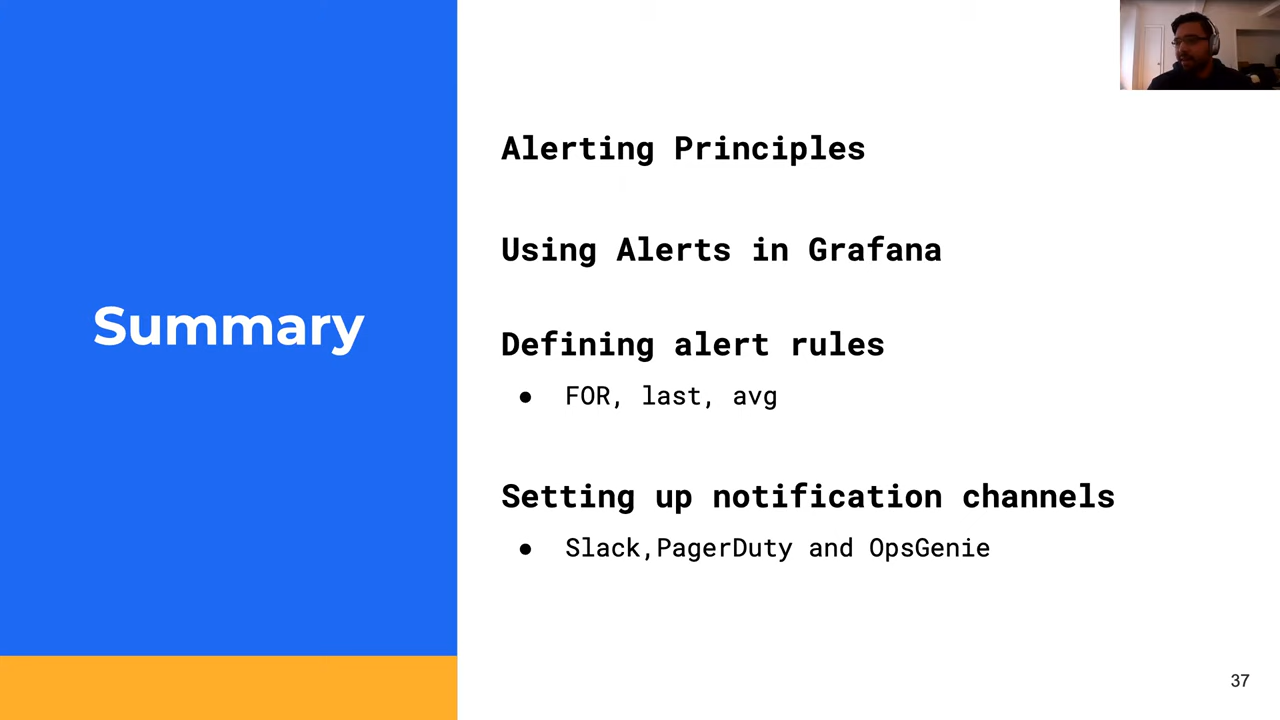 Summary
Alerting Principles
Using Alerts in Grafana
Defining alert rules
● FOR, last, avg
Setting up notification channels
● Slack,PagerDuty and OpsGenie
37